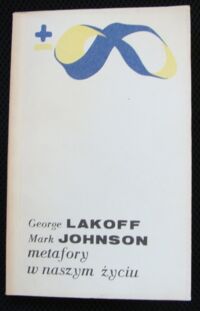 George LAKOFF
Mark JOHNSON
metafory
w naszym życiu